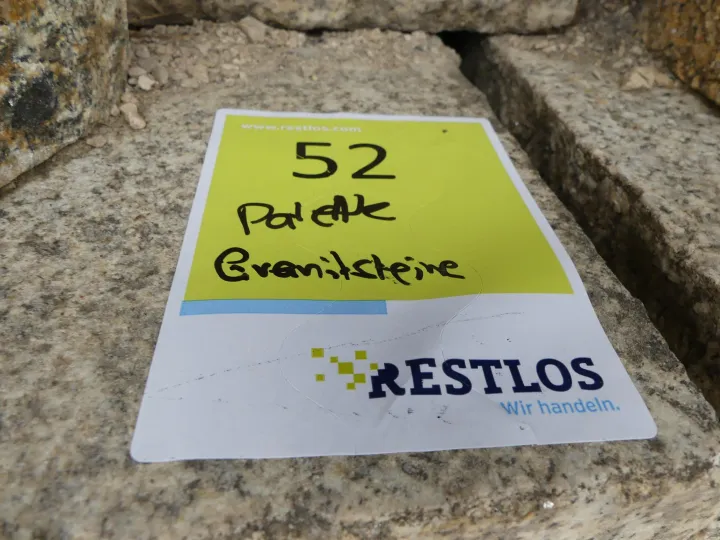 www.restlos.com
52
Palette
Granitsteine
RESTLOS
Wir handeln.